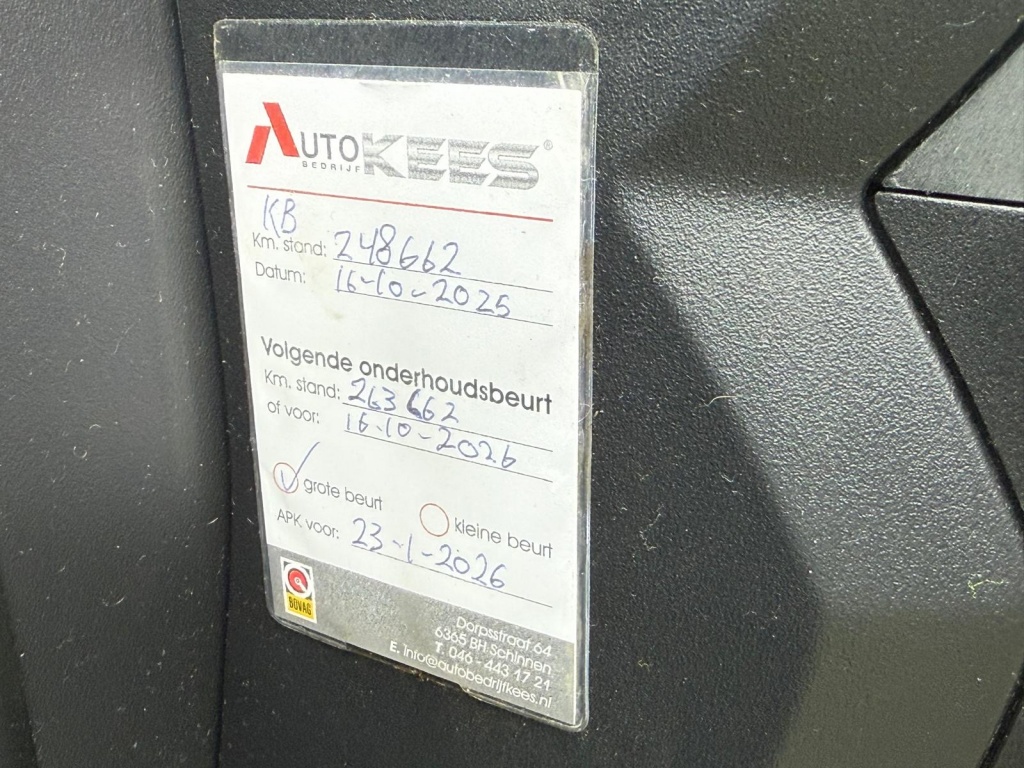 AUTO KEES®
BEDRIJF
KB
Km. stand: 248662
Datum: 16-10-2025
Volgende onderhoudsbeurt
Km. stand: 263662
of voor: 16-10-2026
grote beurt
kleine beurt
APK voor: 23-1-2026
BOVAG
Dorpsstraat 64
6365 BH Schinnen
T. 046 - 443 17 21
E. info@autobedrijfkees.nl